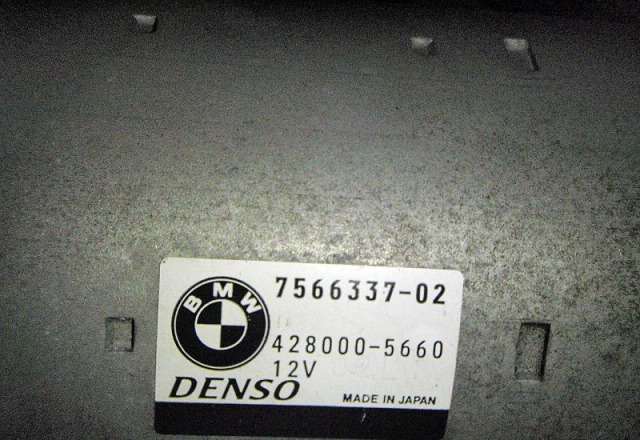 BMW
7566337-02
428000-5660
12V
DENSO
MADE IN JAPAN